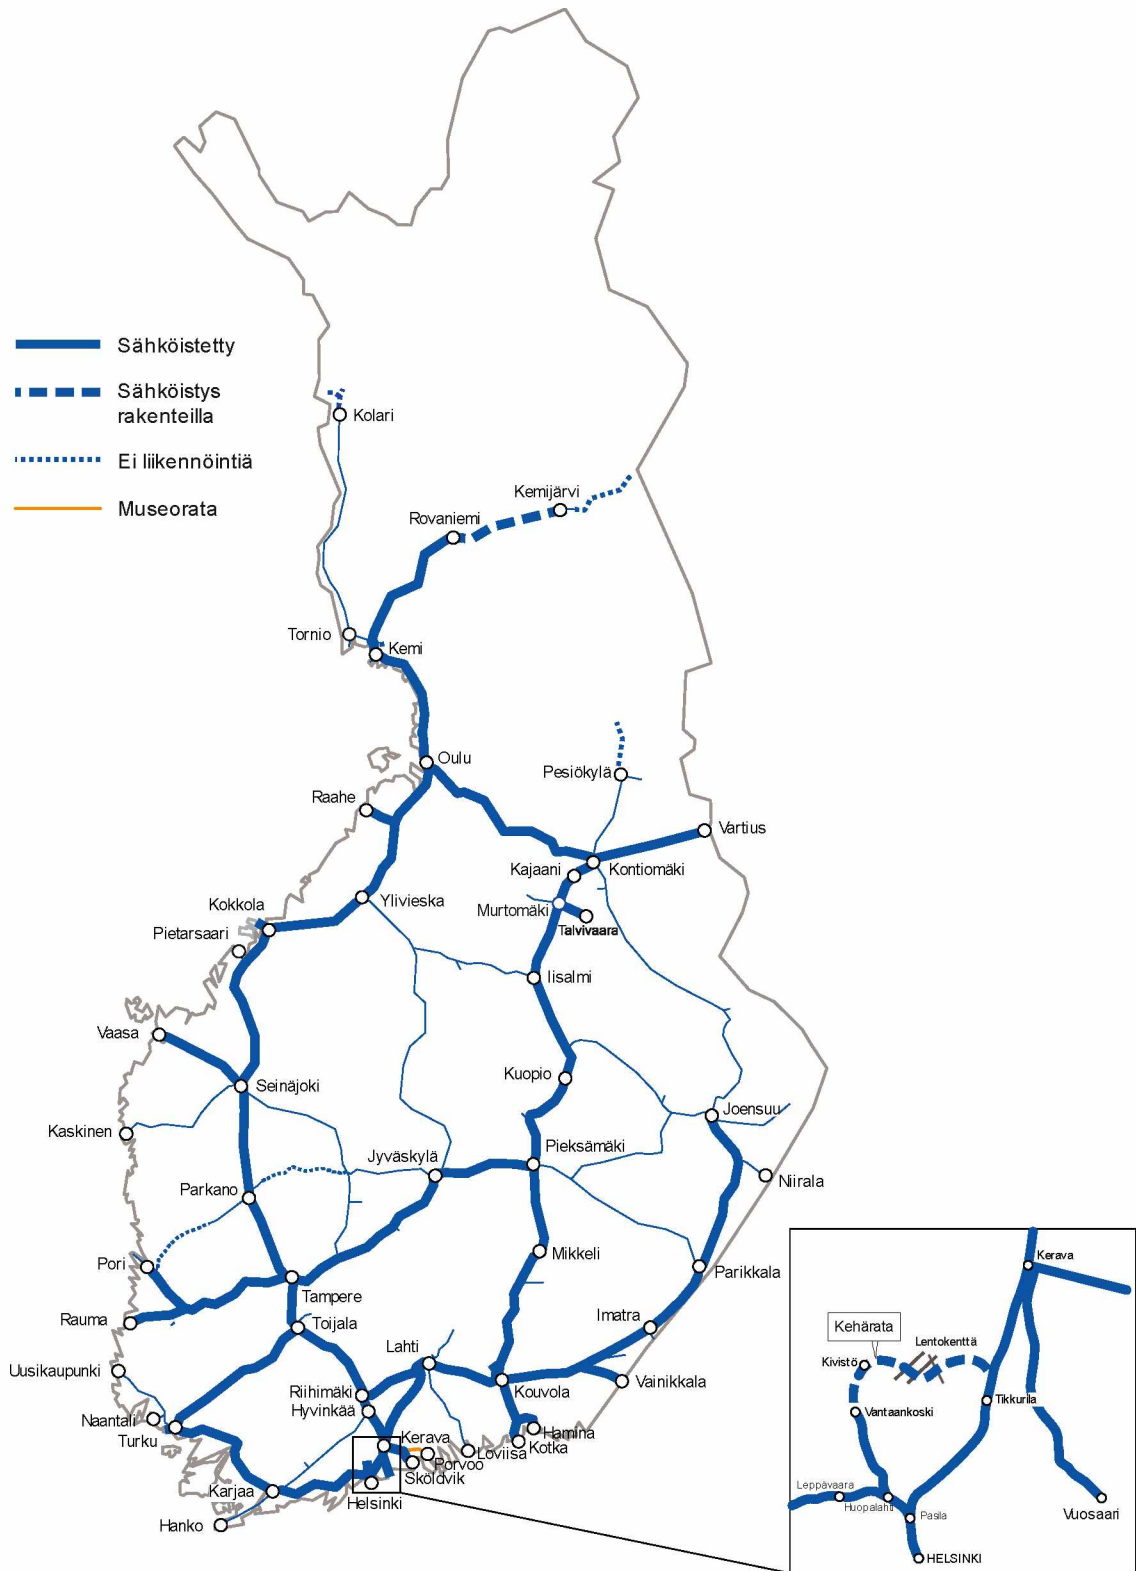 Sähköistetty
Sähköistys
rakenteilla
Ei liikennöintiä
Museorata
Kolari
Kemijärvi
Rovaniemi
Tornio
Kemi
Oulu
Pesiökylä
Raahe
Vartius
Kajaani
Kontiomäki
Ylivieska
Murtomäki
Kokkola
Talvivaara
Pietarsaari
Iisalmi
Vaasa
Kuopio
Seinäjoki
Joensuu
Kaskinen
Pieksämäki
Jyväskylä
Niirala
Parkano
Mikkeli
Pori
Parikkala
Tampere
Rauma
Imatra
Toijala
Lahti
Uusikaupunki
Vainikkala
Riihimäki
Kouvola
Hyvinkää
Naantali
Hamina
Turku
Kerava
Kotka
Loviisa
Porvoo
Sköldvik
Karjaa
Helsinki
Hanko
Kerava
Kehärata
Lentokenttä
Kivistö
Tikkurila
Vantaankoski
Leppävaara
Huopalahti
Vuosaari
Pasila
HELSINKI